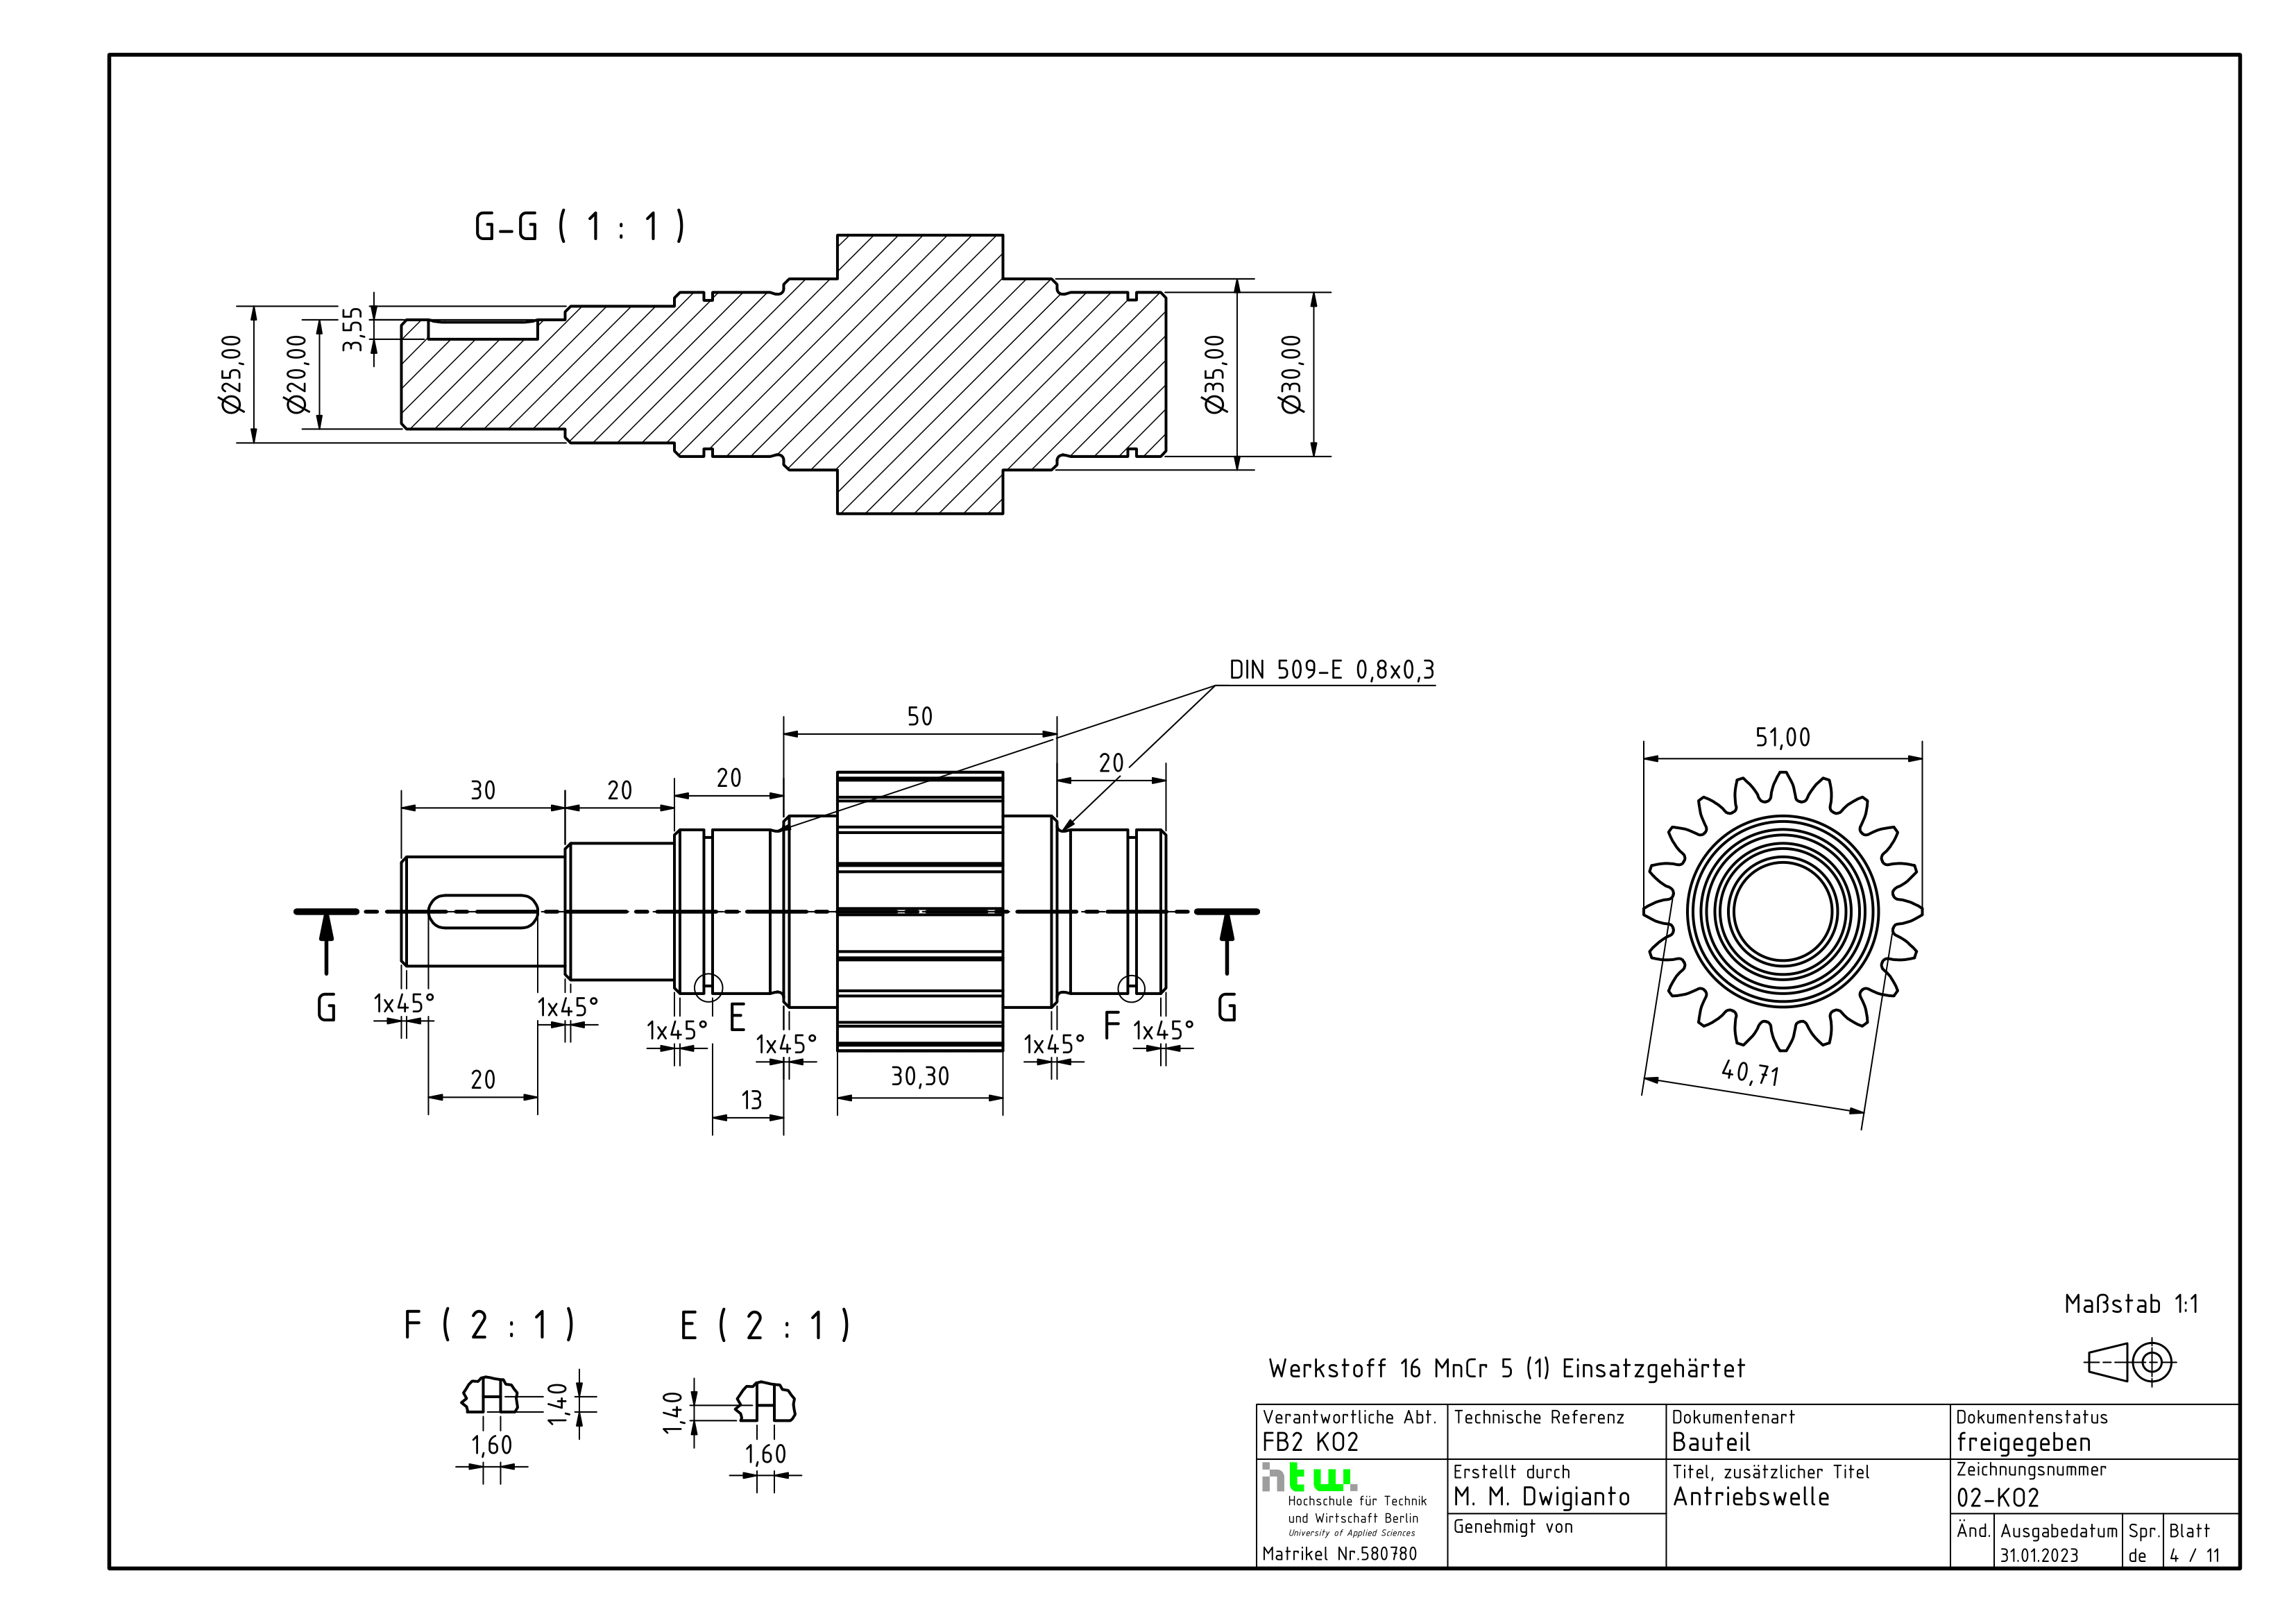 G-G ( 1 : 1 )
Ø25,00
Ø20,00
3,55
Ø35,00
Ø30,00
DIN 509-E 0,8x0,3
50
20
20
20
30
51,00
G
G
1x45°
1x45°
1x45°
E
1x45°
1x45°
F
1x45°
20
13
30,30
40,71
F ( 2 : 1 )
E ( 2 : 1 )
1,40
1,60
1,40
1,60
Maßstab 1:1
Werkstoff 16 MnCr 5 (1) Einsatzgehärtet
Verantwortliche Abt.
FB2 KO2
Technische Referenz
Dokumentenart
Bauteil
Dokumentenstatus
freigegeben
htw.
Hochschule für Technik
und Wirtschaft Berlin
University of Applied Sciences
Matrikel Nr.580780
Erstellt durch
M. M. Dwigianto
Genehmigt von
Titel, zusätzlicher Titel
Antriebswelle
Zeichnungsnummer
02-KO2
Änd.
Ausgabedatum
31.01.2023
Spr.
de
Blatt
4 / 11